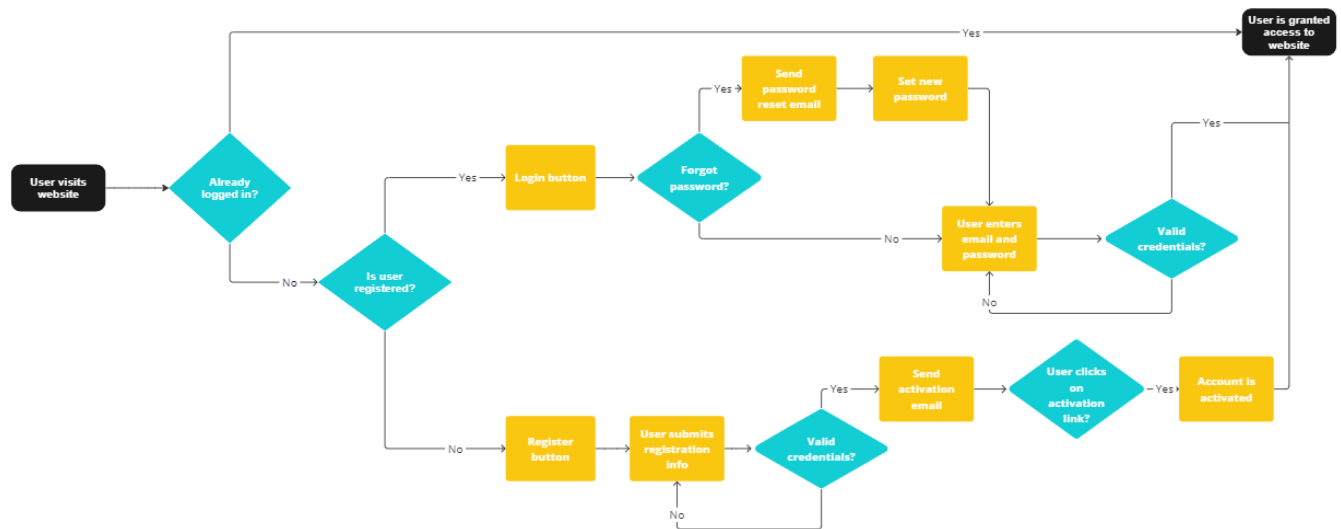 Yes
User is granted
access to
website
Send
password
reset email
Set new
password
Yes
Yes
User visits
website
Already
logged in?
Yes
Login button
Forgot
password?
No
User enters
email and
password
Valid
credentials?
No
Is user
registered?
No
User clicks
on
activation
link?
Send
activation
email
Yes
Yes
Account is
activated
No
Register
button
User submits
registration
info
Valid
credentials?
No